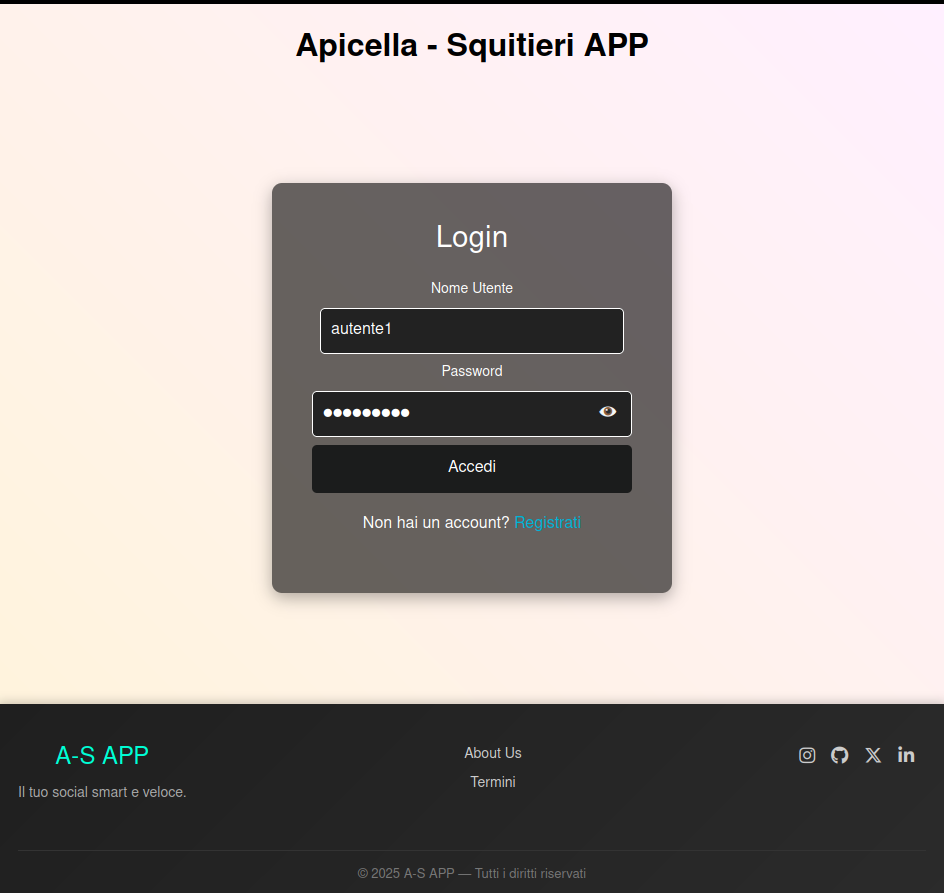 Apicella - Squitieri APP
Login
Nome Utente
autente1
Password
●●●●●●●●●
Accedi
Non hai un account? Registrati
A-S APP
Il tuo social smart e veloce.
About Us
Termini
© 2025 A-S APP — Tutti i diritti riservati